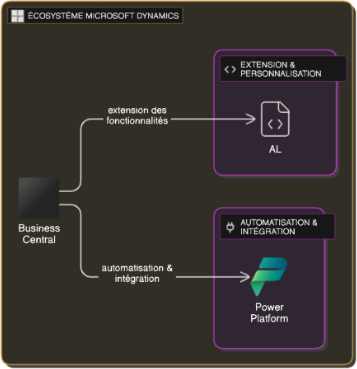 ÉCOSYSTÈME MICROSOFT DYNAMICS
EXTENSION &
PERSONNALISATION
extension des
fonctionnalités
AL
Business
Central
AUTOMATISATION &
INTÉGRATION
automatisation &
intégration
Power
Platform